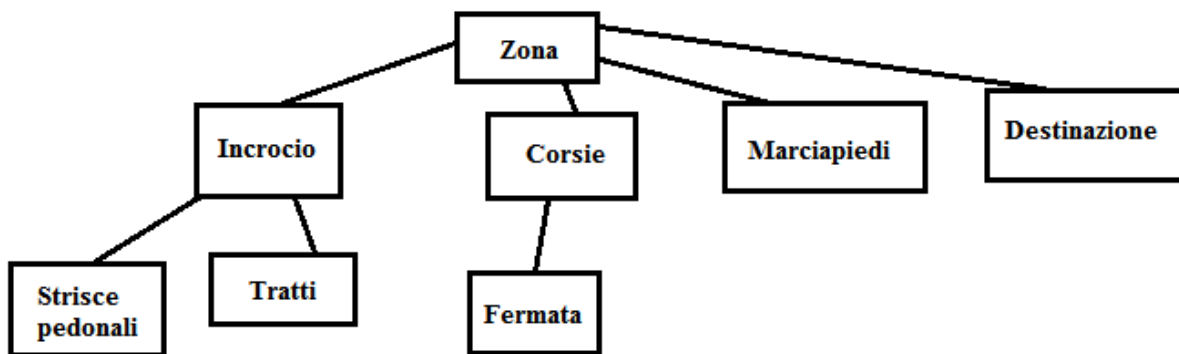 Zona
Incrocio
Corsie
Marciapiedi
Destinazione
Strisce
pedonali
Tratti
Fermata